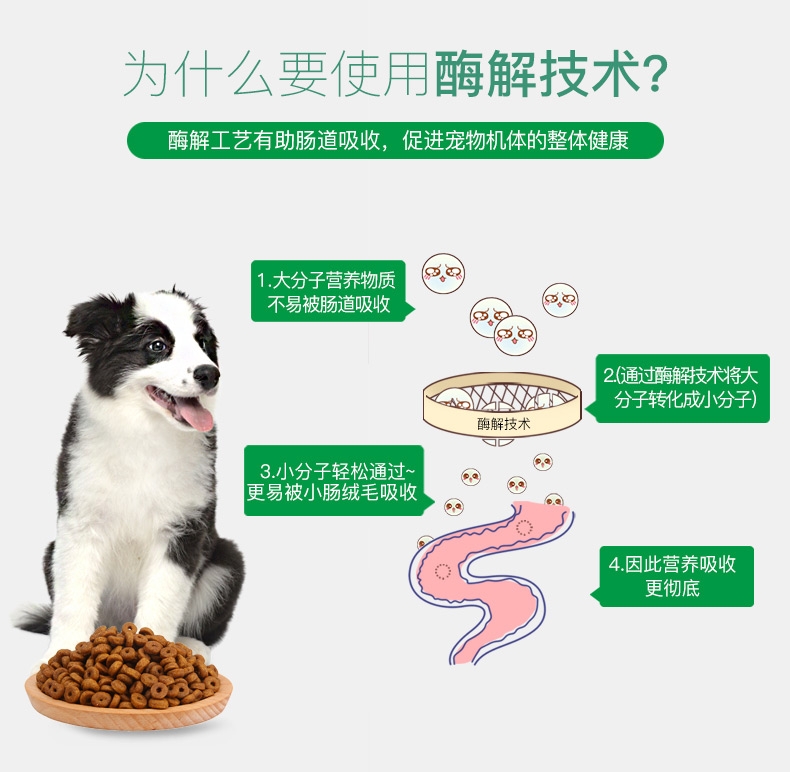 为什么要使用酶解技术?
酶解工艺有助肠道吸收，促进宠物机体的整体健康
1.大分子营养物质
不易被肠道吸收
2.(通过酶解技术将大
分子转化成小分子)
酶解技术
3.小分子轻松通过~
更易被小肠绒毛吸收
4.因此营养吸收
更彻底